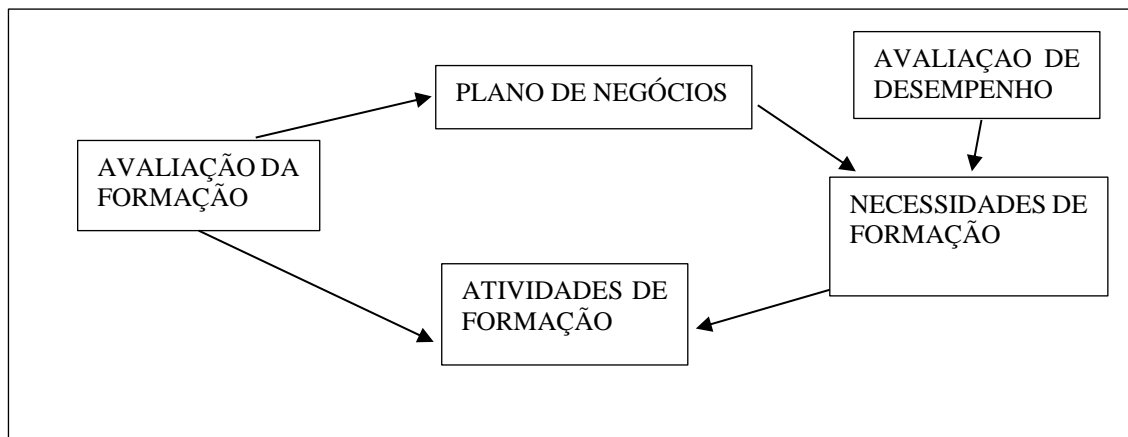 AVALIAÇAO DE
DESEMPENHO
PLANO DE NEGÓCIOS
AVALIAÇÃO DA
FORMAÇÃO
NECESSIDADES DE
FORMAÇÃO
ATIVIDADES DE
FORMAÇÃO